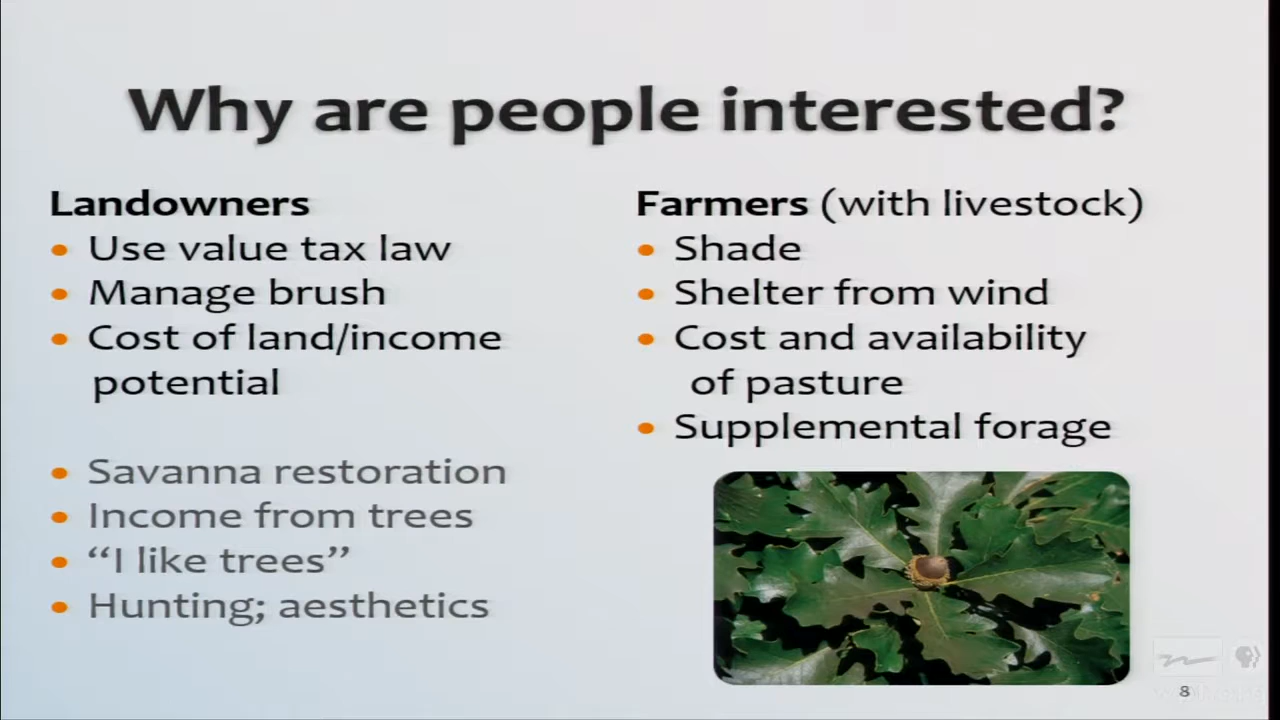 Why are people interested?
Landowners
• Use value tax law
• Manage brush
• Cost of land/income
potential
• Savanna restoration
• Income from trees
• “I like trees”
• Hunting; aesthetics
Farmers (with livestock)
• Shade
• Shelter from wind
• Cost and availability
of pasture
• Supplemental forage
8